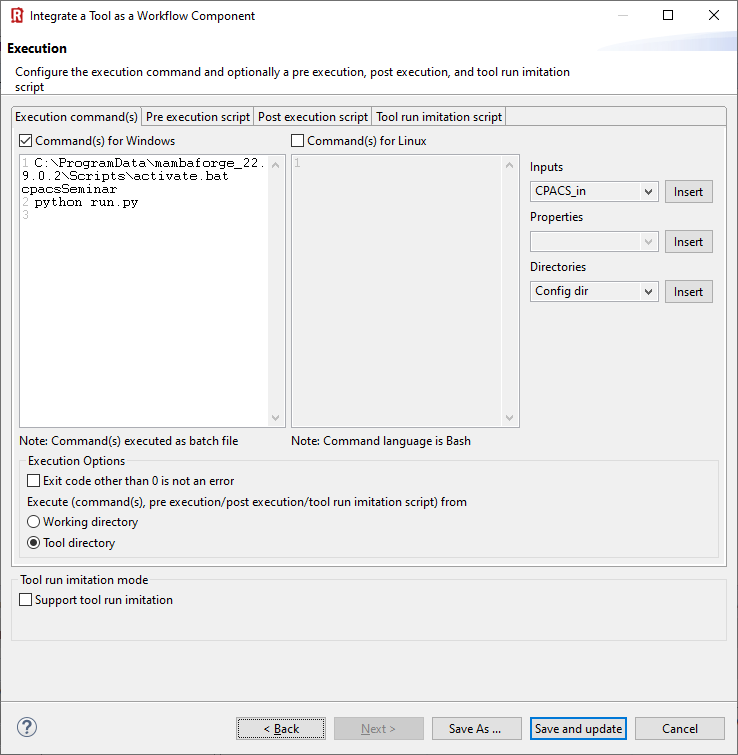 Integrate a Tool as a Workflow Component
Execution
Configure the execution command and optionally a pre execution, post execution, and tool run imitation
script
Execution command(s) Pre execution script Post execution script Tool run imitation script
Command(s) for Windows Command(s) for Linux
1 C:\ProgramData\mambaforge_22.
9.0.2\Scripts\activate.bat
cpacsSeminar
2 python run.py
3
1
Inputs
CPACS_in Insert
Properties
Insert
Directories
Config dir Insert
Note: Command(s) executed as batch file Note: Command language is Bash
Execution Options
Exit code other than 0 is not an error
Execute (command(s), pre execution/post execution/tool run imitation script) from
Working directory
Tool directory
Tool run imitation mode
Support tool run imitation
? < Back Next > Save As ... Save and update Cancel